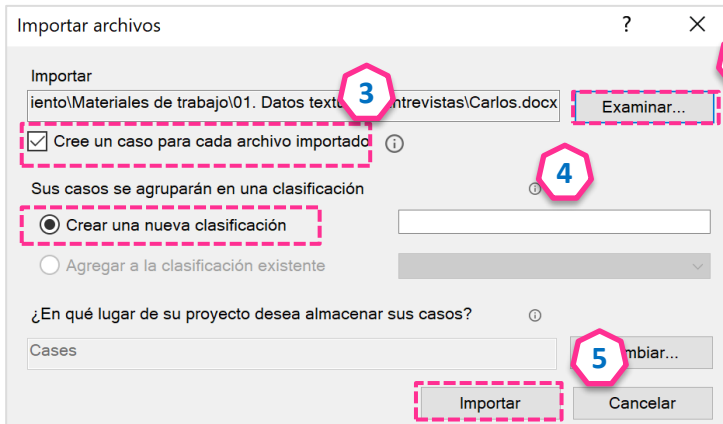 Importar archivos ? ×
Importar
3
iento\Materiales de trabajo\01. Datos ntrevistas\Carlos.docx Examinar...
Cree un caso para cada archivo importado
4
Sus casos se agruparán en una clasificación
Crear una nueva clasificación
Agregar a la clasificación existente
¿En qué lugar de su proyecto desea almacenar sus casos?
Cases
5
mbiar...
Importar Cancelar